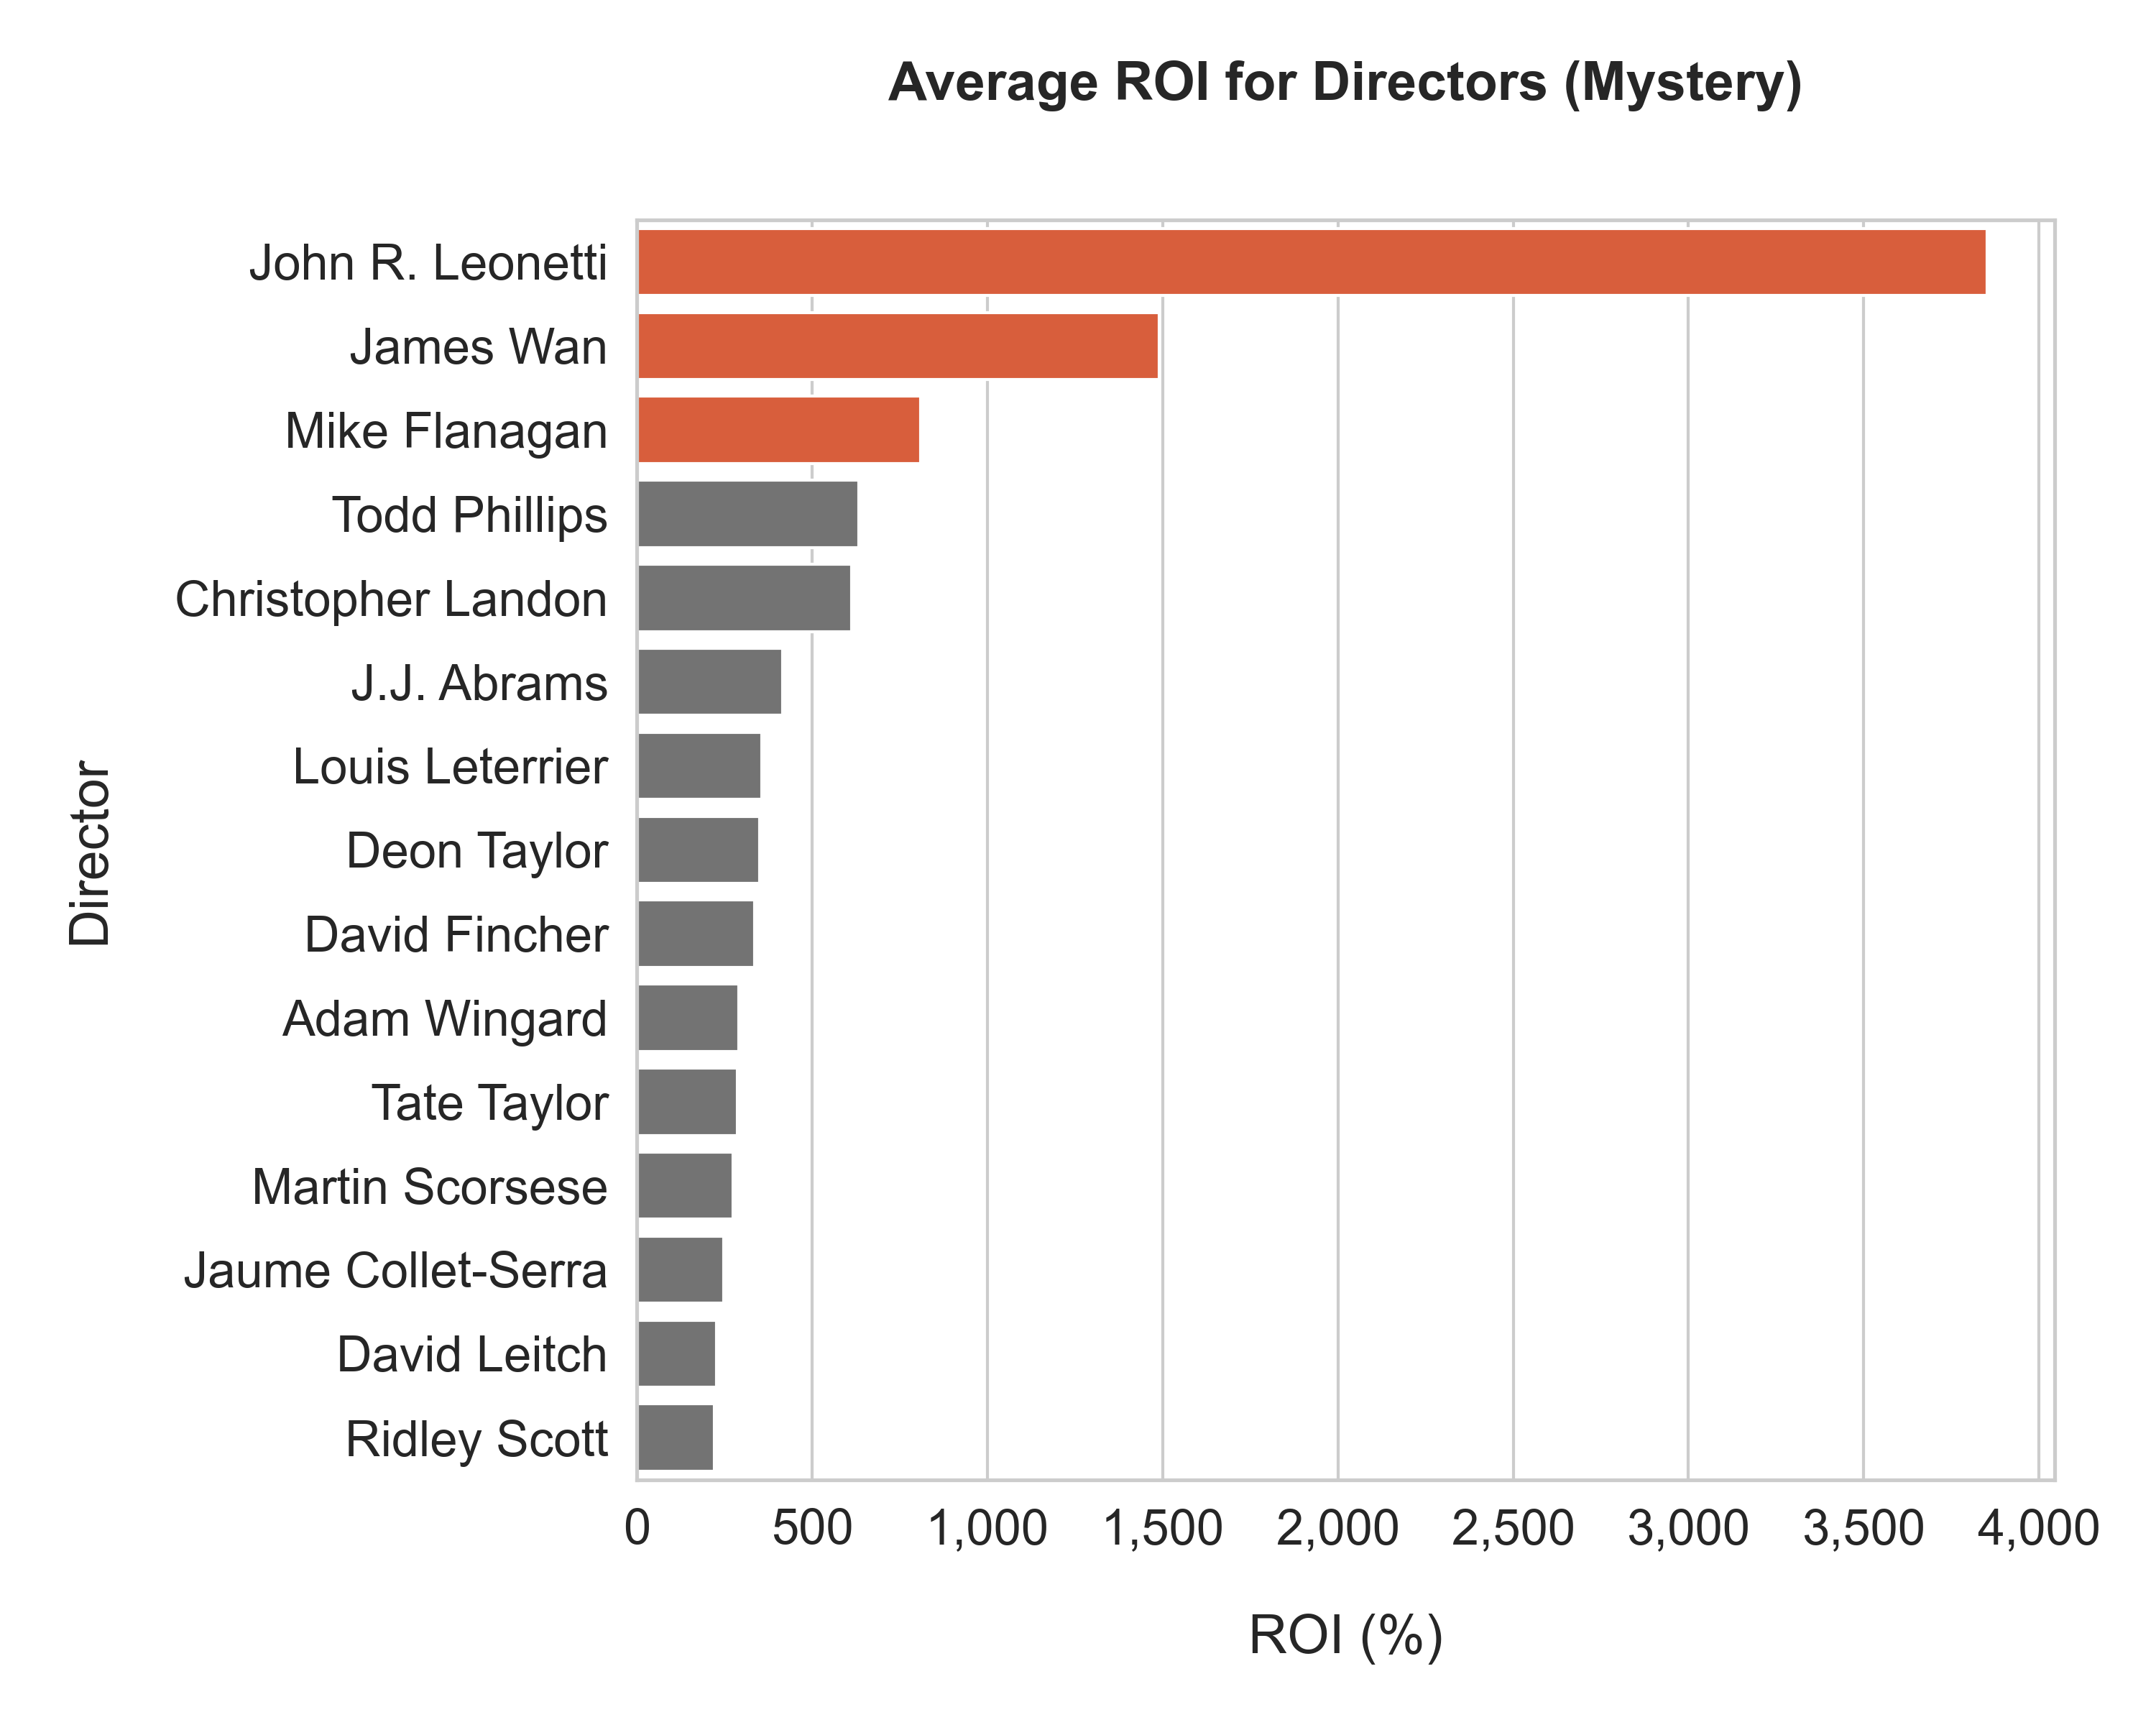 Average ROI for Directors (Mystery)
John R. Leonetti
James Wan
Mike Flanagan
Todd Phillips
Christopher Landon
J.J. Abrams
Louis Leterrier
Deon Taylor
David Fincher
Adam Wingard
Tate Taylor
Martin Scorsese
Jaume Collet-Serra
David Leitch
Ridley Scott
Director
0 500 1,000 1,500 2,000 2,500 3,000 3,500 4,000
ROI (%)